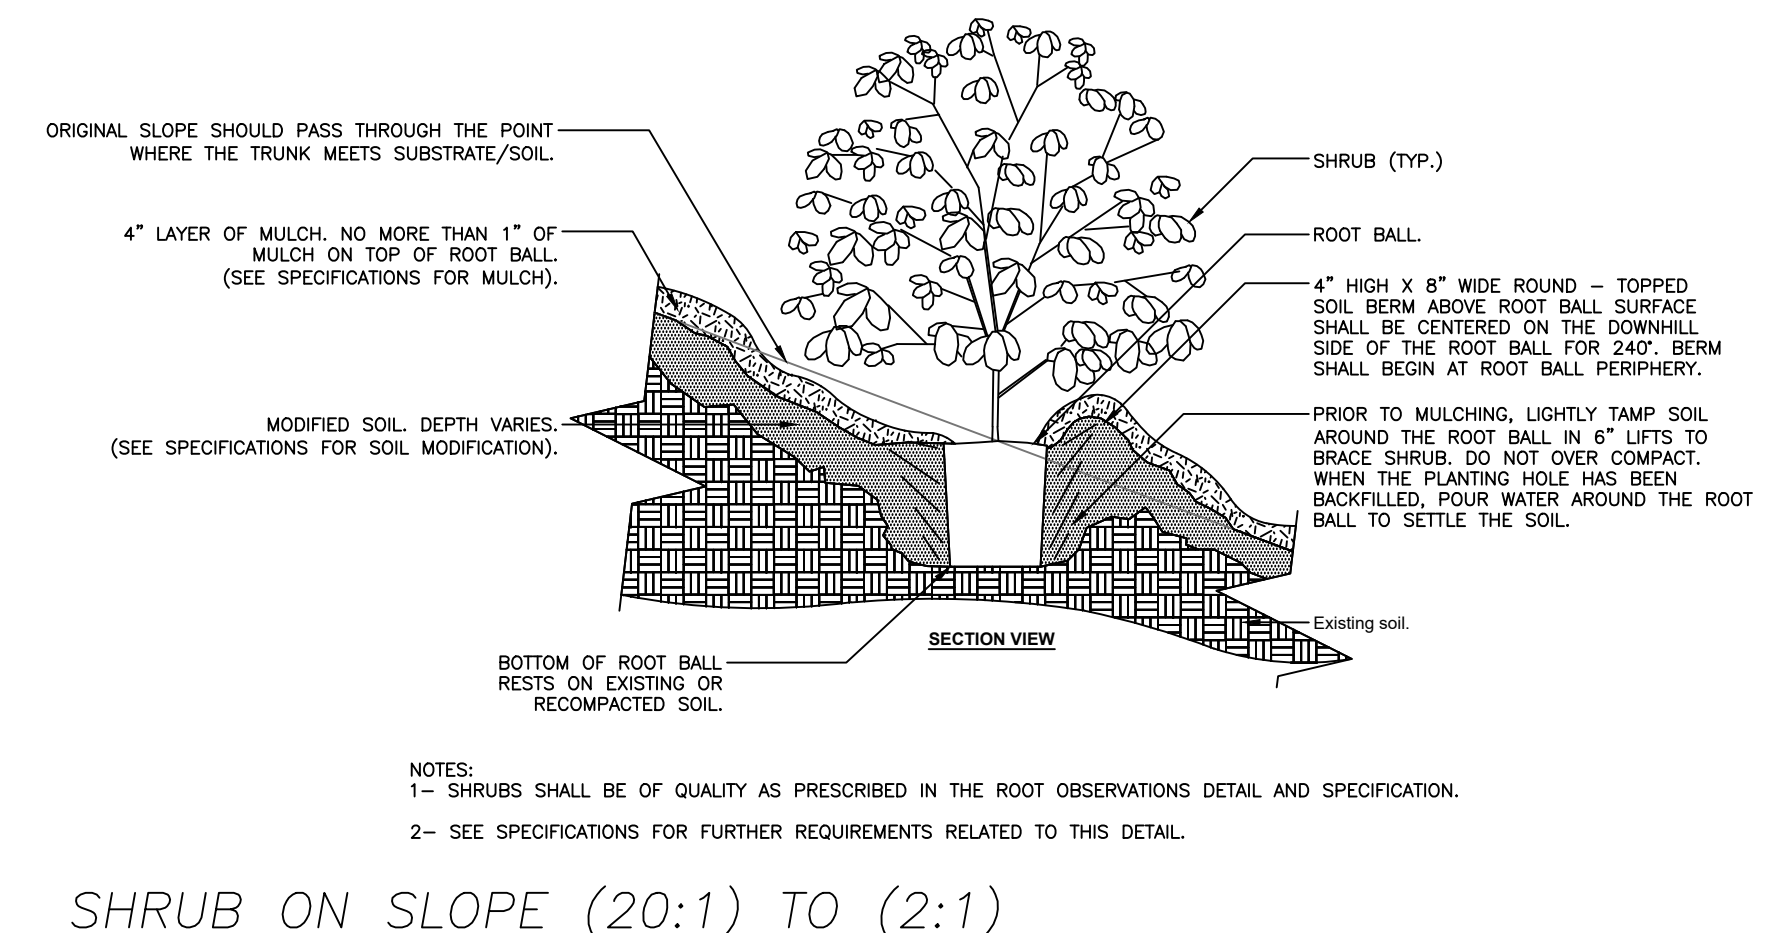 ORIGINAL SLOPE SHOULD PASS THROUGH THE POINT
WHERE THE TRUNK MEETS SUBSTRATE/SOIL.
4” LAYER OF MULCH. NO MORE THAN 1” OF
MULCH ON TOP OF ROOT BALL.
(SEE SPECIFICATIONS FOR MULCH).
MODIFIED SOIL. DEPTH VARIES.
(SEE SPECIFICATIONS FOR SOIL MODIFICATION).
BOTTOM OF ROOT BALL
RESTS ON EXISTING OR
RECOMPACTED SOIL.
SHRUB (TYP.)
ROOT BALL.
4” HIGH X 8” WIDE ROUND – TOPPED
SOIL BERM ABOVE ROOT BALL SURFACE
SHALL BE CENTERED ON THE DOWNHILL
SIDE OF THE ROOT BALL FOR 240°. BERM
SHALL BEGIN AT ROOT BALL PERIPHERY.
PRIOR TO MULCHING, LIGHTLY TAMP SOIL
AROUND THE ROOT BALL IN 6” LIFTS TO
BRACE SHRUB. DO NOT OVER COMPACT.
WHEN THE PLANTING HOLE HAS BEEN
BACKFILLED, POUR WATER AROUND THE ROOT
BALL TO SETTLE THE SOIL.
Existing soil.
SECTION VIEW
NOTES:
1– SHRUBS SHALL BE OF QUALITY AS PRESCRIBED IN THE ROOT OBSERVATIONS DETAIL AND SPECIFICATION.
2– SEE SPECIFICATIONS FOR FURTHER REQUIREMENTS RELATED TO THIS DETAIL.
SHRUB ON SLOPE (20:1) TO (2:1)